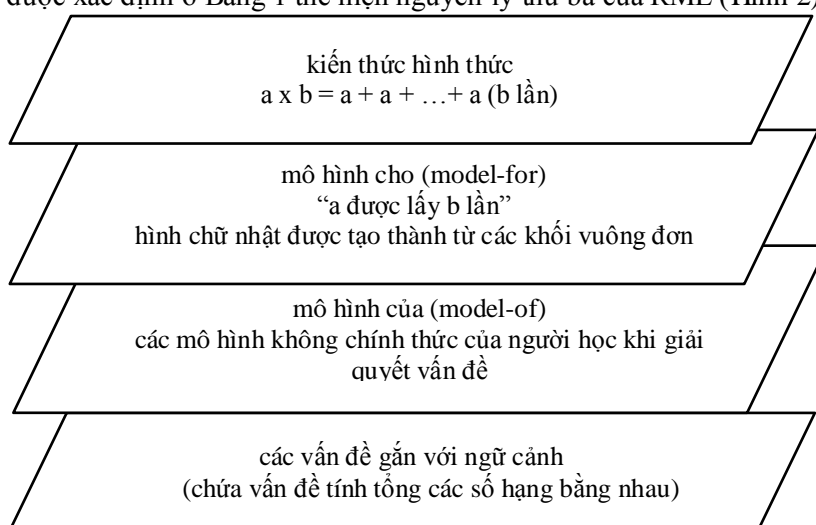 được xác định ở Bảng 1 thể hiện nguyên lý thứ ba của RME (Hình 2)
kiến thức hình thức
a x b = a + a + …+ a (b lần)
mô hình cho (model-for)
“a được lấy b lần”
hình chữ nhật được tạo thành từ các khối vuông đơn
mô hình của (model-of)
các mô hình không chính thức của người học khi giải
quyết vấn đề
các vấn đề gắn với ngữ cảnh
(chứa vấn đề tính tổng các số hạng bằng nhau)